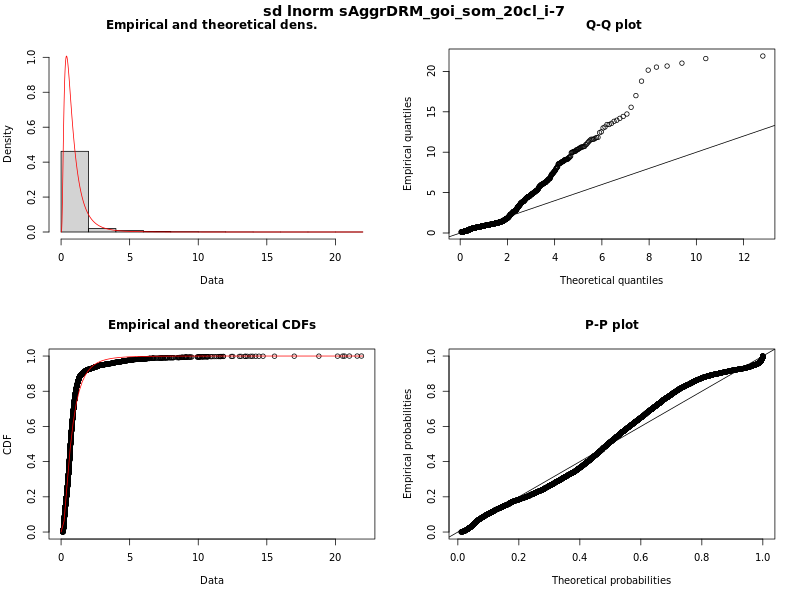 sd lnorm sAggrDRM_goi_som_20cl_i-7
Empirical and theoretical dens.
Density
0.0 0.2 0.4 0.6 0.8 1.0
0 5 10 15 20
Data
Q-Q plot
Empirical quantiles
0 5 10 15 20
0 2 4 6 8 10 12
Theoretical quantiles
Empirical and theoretical CDFs
CDF
0.0 0.2 0.4 0.6 0.8 1.0
0 5 10 15 20
Data
P-P plot
Empirical probabilities
0.0 0.2 0.4 0.6 0.8 1.0
0.0 0.2 0.4 0.6 0.8 1.0
Theoretical probabilities